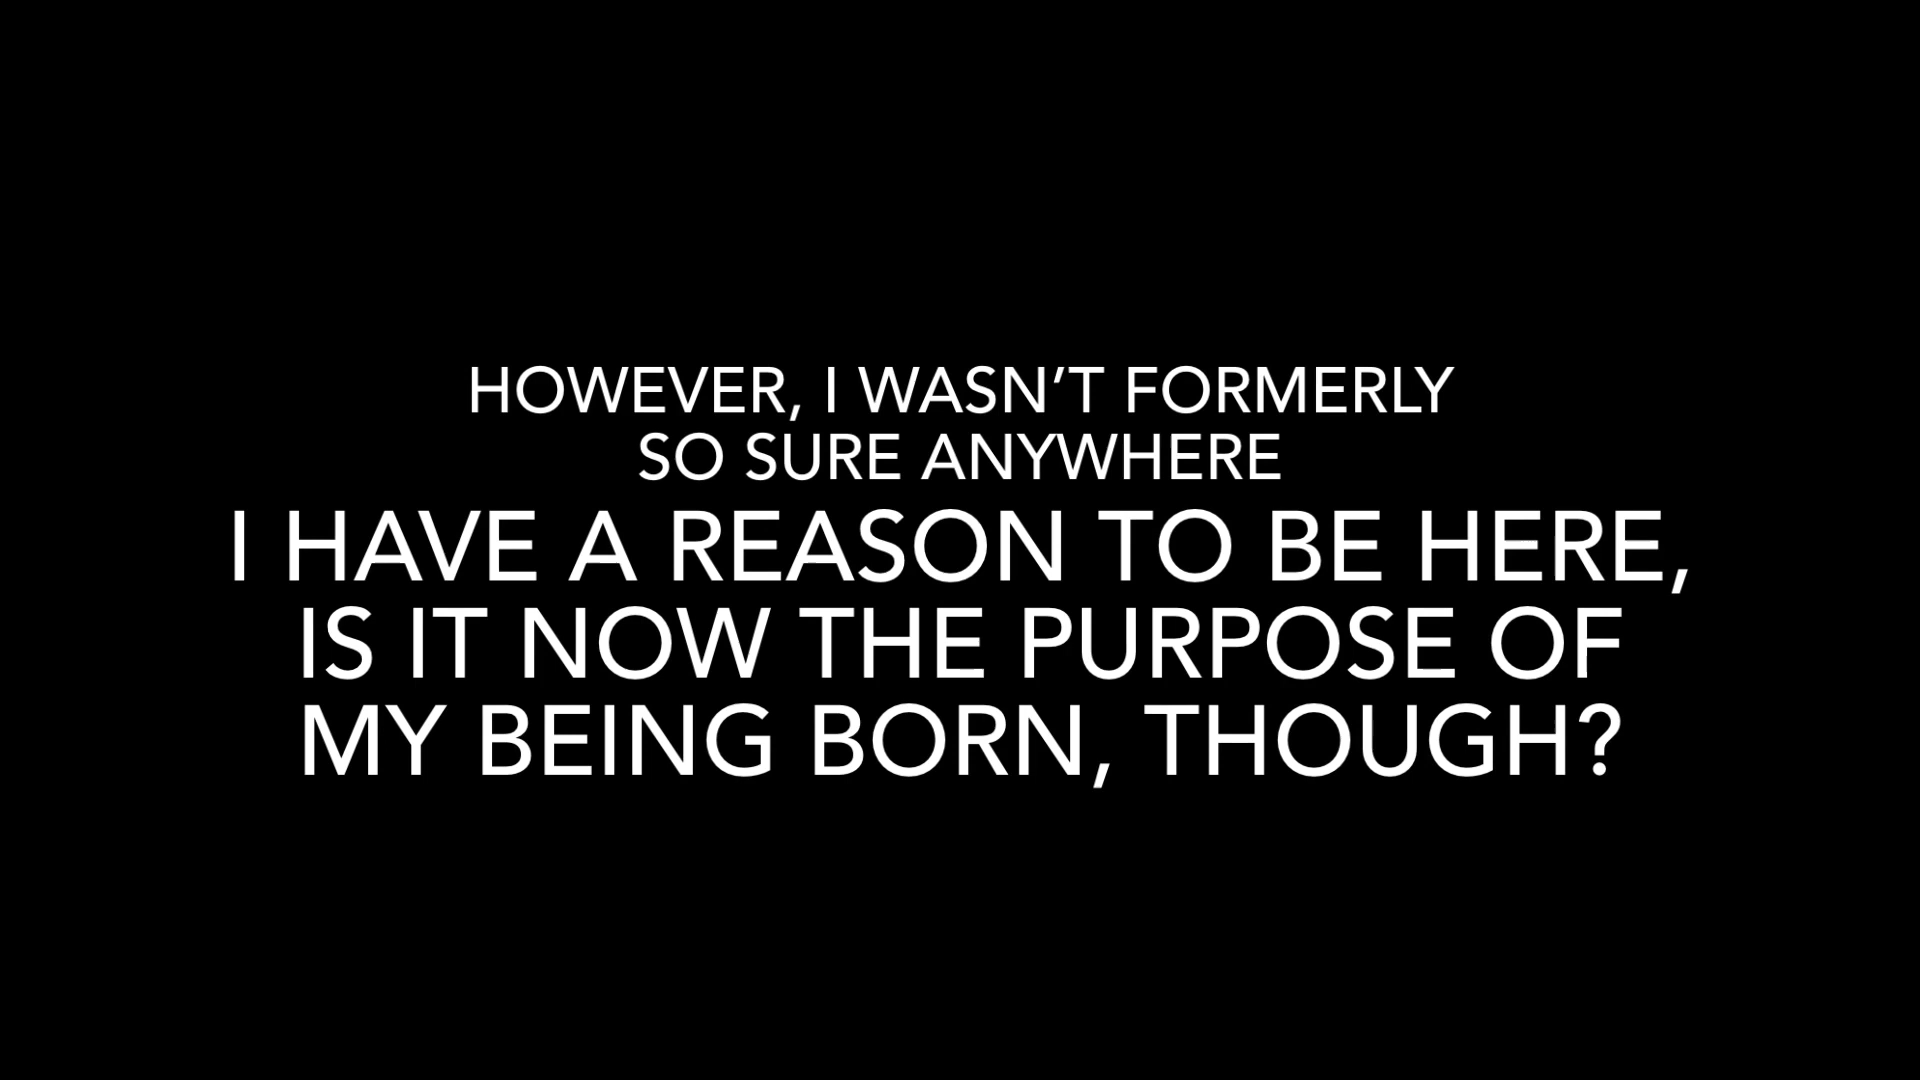 HOWEVER, I WASN’T FORMERLY
SO SURE ANYWHERE
I HAVE A REASON TO BE HERE,
IS IT NOW THE PURPOSE OF
MY BEING BORN, THOUGH?